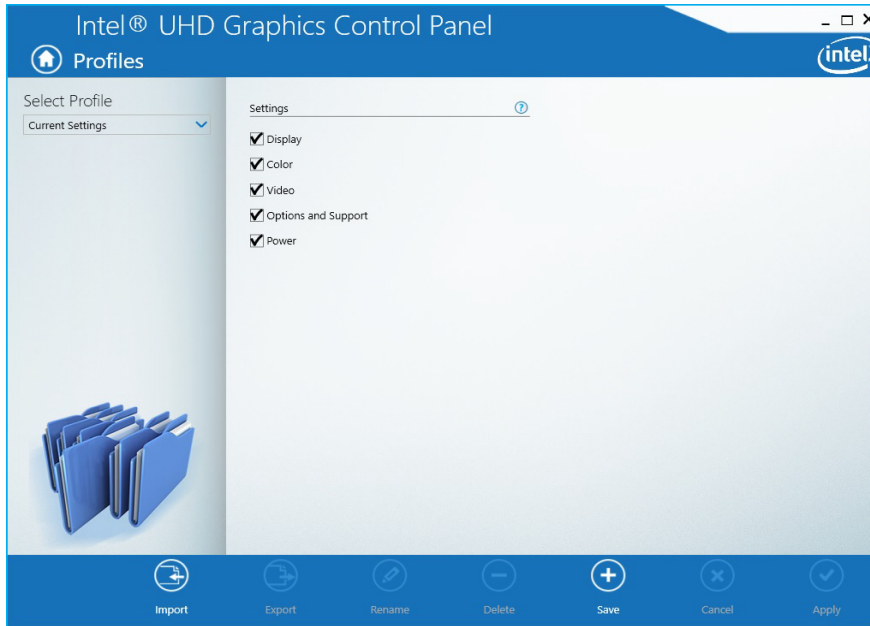 Intel® UHD Graphics Control Panel
Profiles
intel
Select Profile
Current Settings
Settings
?
Display
Color
Video
Options and Support
Power
Import Export Rename Delete Save Cancel Apply